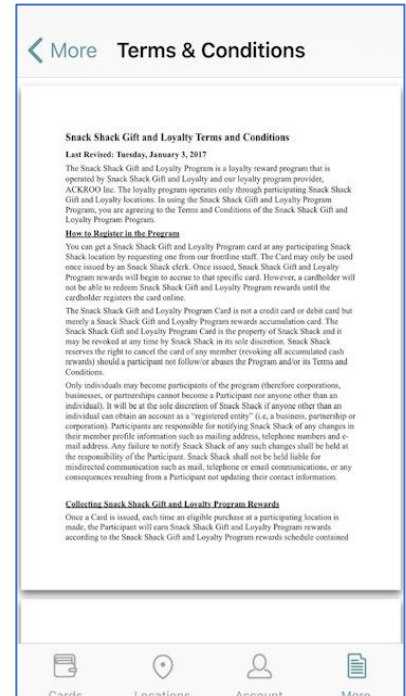 More Terms & Conditions
Snack Shack Gift and Loyalty Terms and Conditions
Last Revised: Tuesday, January 3, 2017
The Snack Shack Gift and Loyalty Program is a loyalty reward program that is
operated by Snack Shack Gift and Loyalty and our loyalty program provider,
ACKROO Inc. The loyalty program operates only through participating Snack Shack
Gift and Loyalty locations. In using the Snack Shack Gift and Loyalty Program
Program, you are agreeing to the Terms and Conditions of the Snack Shack Gift and
Loyalty Program Program.
How to Register in the Program
You can get a Snack Shack Gift and Loyalty Program card at any participating Snack
Shack location by requesting one from our frontline staff. The Card may only be used
once issued by an Snack Shack clerk. Once issued, Snack Shack Gift and Loyalty
Program rewards will begin to accrue to that specific card. However, a cardholder will
not be able to redeem Snack Shack Gift and Loyalty Program rewards until the
cardholder registers the card online.
The Snack Shack Gift and Loyalty Program Card is not a credit card or debit card but
merely a Snack Shack Gift and Loyalty Program rewards accumulation card. The
Snack Shack Gift and Loyalty Program Card is the property of Snack Shack and it
may be revoked at any time by Snack Shack in its sole discretion. Snack Shack
reserves the right to cancel the card of any member (revoking all accumulated cash
rewards) should a participant not follow/or abuses the Program and/or its Terms and
Conditions.
Only individuals may become participants of the program (therefore corporations,
businesses, or partnerships cannot become a Participant nor anyone other than an
individual). It will be at the sole discretion of Snack Shack if anyone other than an
individual can obtain an account as a “registered entity” (i.e, a business, partnership or
corporation). Participants are responsible for notifying Snack Shack of any changes in
their member profile information such as mailing address, telephone numbers and e-
mail address. Any failure to notify Snack Shack of any such changes shall be held at
the responsibility of the Participant. Snack Shack shall not be held liable for
misdirected communication such as mail, telephone or email communications, or any
consequences resulting from a Participant not updating their contact information.
Collecting Snack Shack Gift and Loyalty Program Rewards
Once a Card is issued, each time an eligible purchase at a participating location is
made, the Participant will earn Snack Shack Gift and Loyalty Program rewards
according to the Snack Shack Gift and Loyalty Program rewards schedule contained
Cards Locations Account More